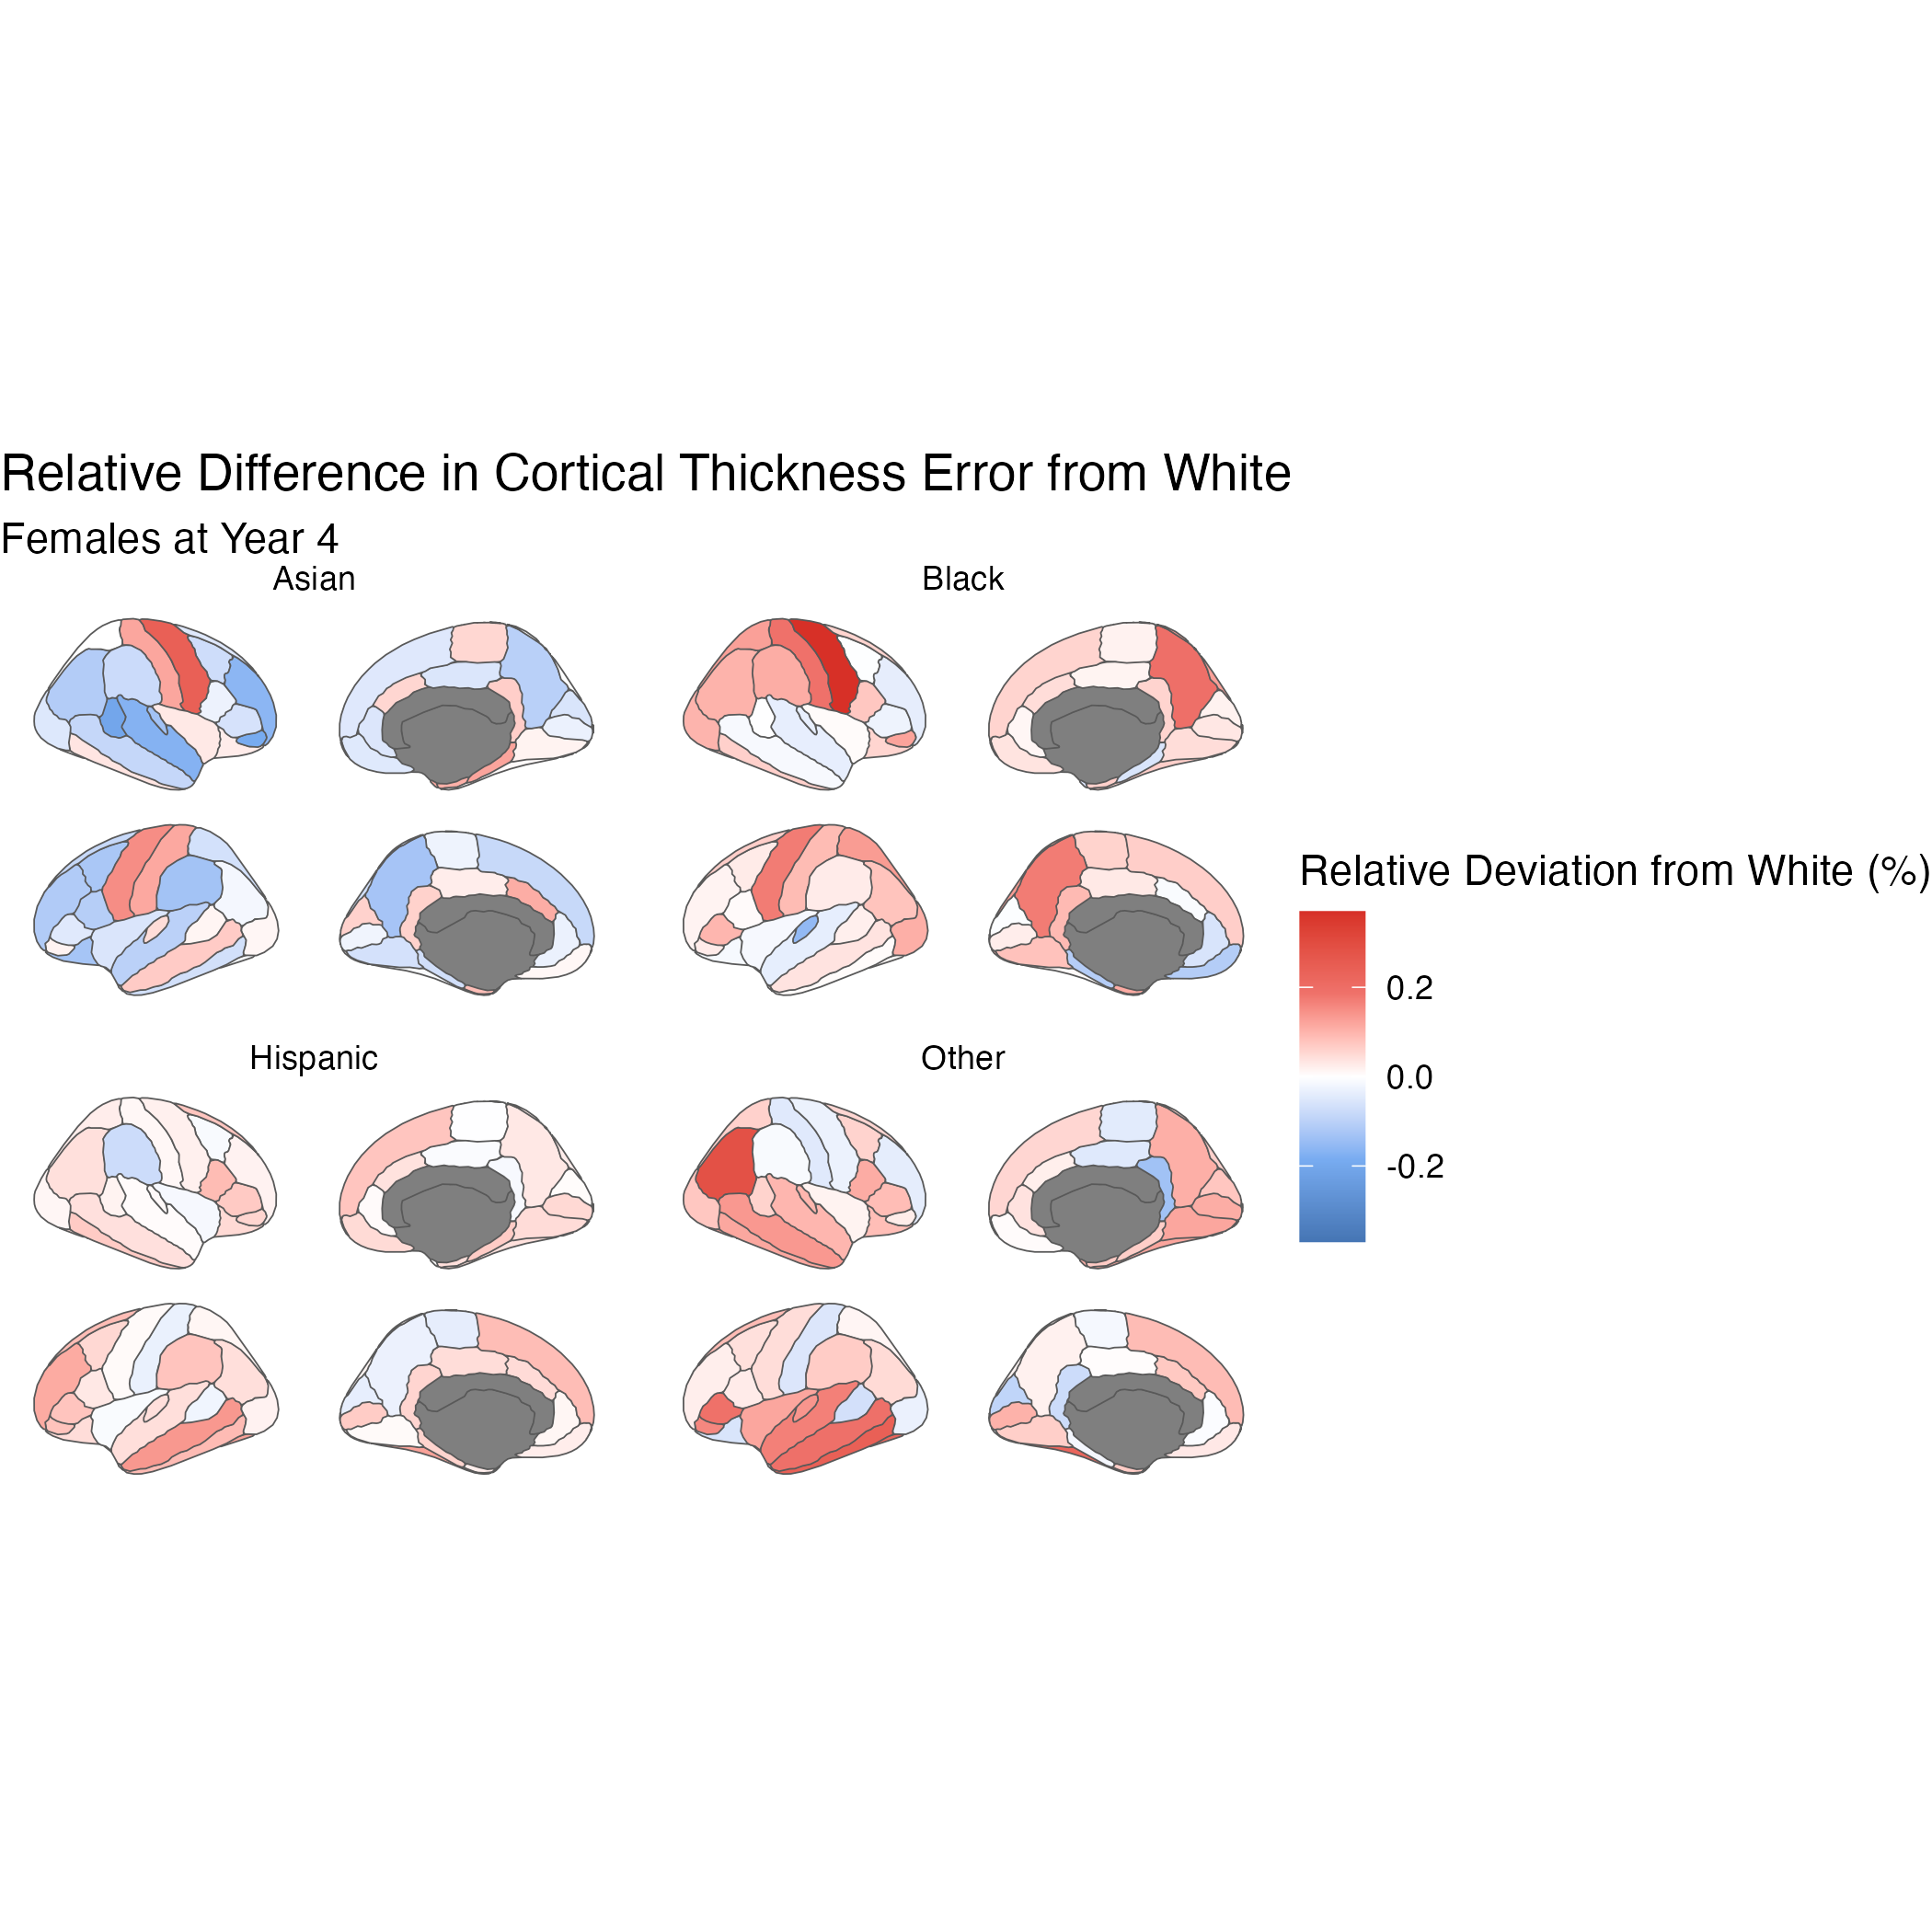 Relative Difference in Cortical Thickness Error from White
Females at Year 4
Asian
Black
Hispanic
Other
Relative Deviation from White (%)
0.2
0.0
-0.2